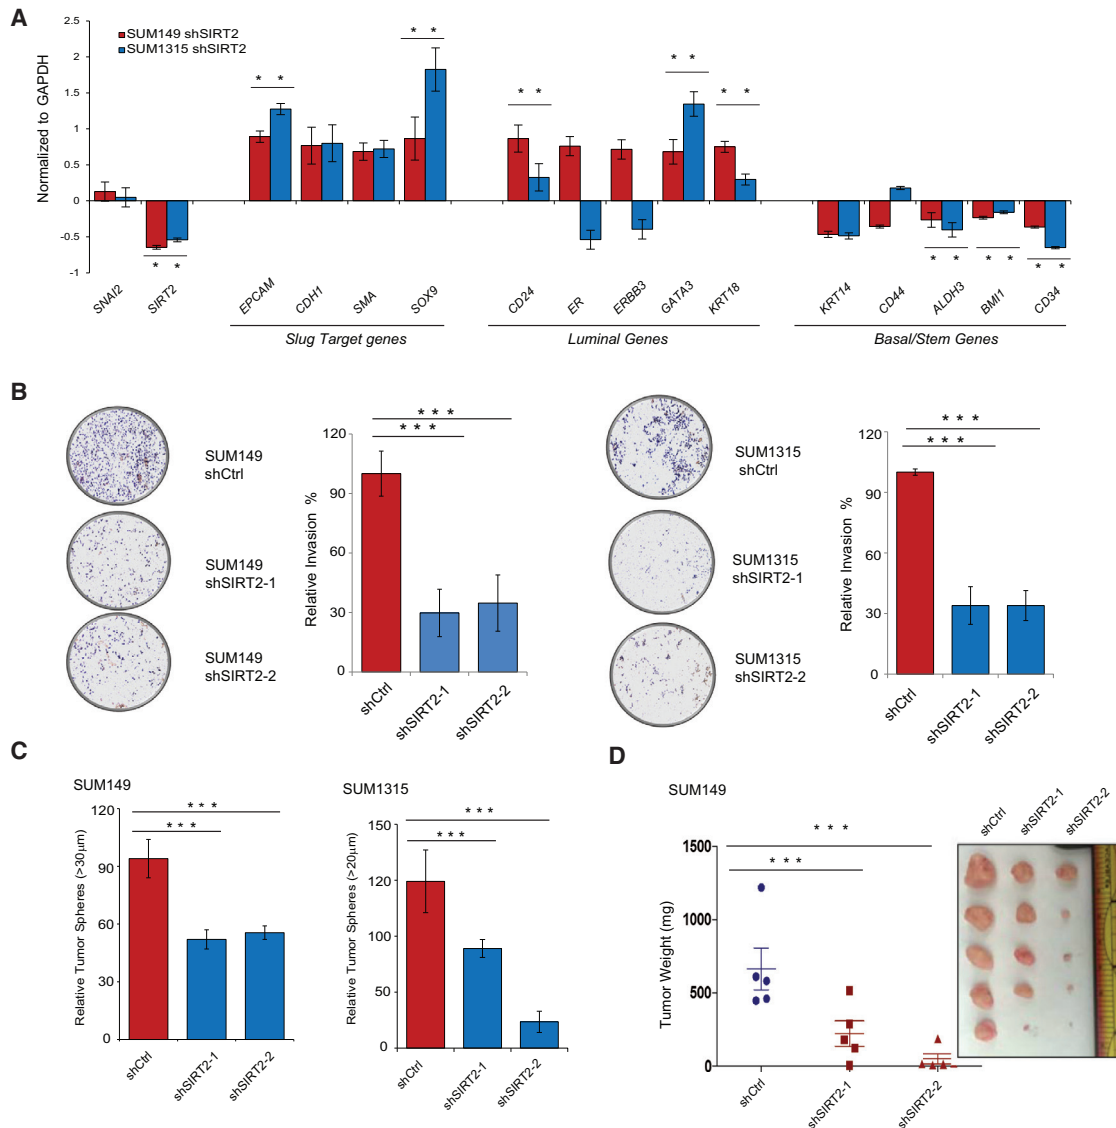 A
2.5
2
1.5
1
0.5
0
-0.5
-1
Normalized to GAPDH
SUM149 shSIRT2
SUM1315 shSIRT2
* *
* *
* *
* *
* *
* *
* *
* *
* *
SNAI2
SIRT2
EPCAM
CDH1
SMA
SOX9
CD24
ER
ERBB3
GATA3
KRT18
KRT14
CD44
ALDH3
BMI1
CD34
Slug Target genes
Luminal Genes
Basal/Stem Genes
B
SUM149
shCtrl
SUM149
shSIRT2-1
SUM149
shSIRT2-2
Relative Invasion %
120
90
60
30
0
* * *
* * *
shCtrl
shSIRT2-1
shSIRT2-2
SUM1315
shCtrl
SUM1315
shSIRT2-1
SUM1315
shSIRT2-2
Relative Invasion %
120
90
60
30
0
* * *
* * *
shCtrl
shSIRT2-1
shSIRT2-2
C
SUM149
Relative Tumor Spheres (>30µm)
120
90
60
30
0
* * *
* * *
shCtrl
shSIRT2-1
shSIRT2-2
SUM1315
Relative Tumor Spheres (>20µm)
150
120
100
50
0
* * *
* * *
shCtrl
shSIRT2-1
shSIRT2-2
D
SUM149
Tumor Weight (mg)
1500
1000
500
0
* * *
* * *
shCtrl
shSIRT2-1
shSIRT2-2
shCtrl
shSIRT2-1
shSIRT2-2